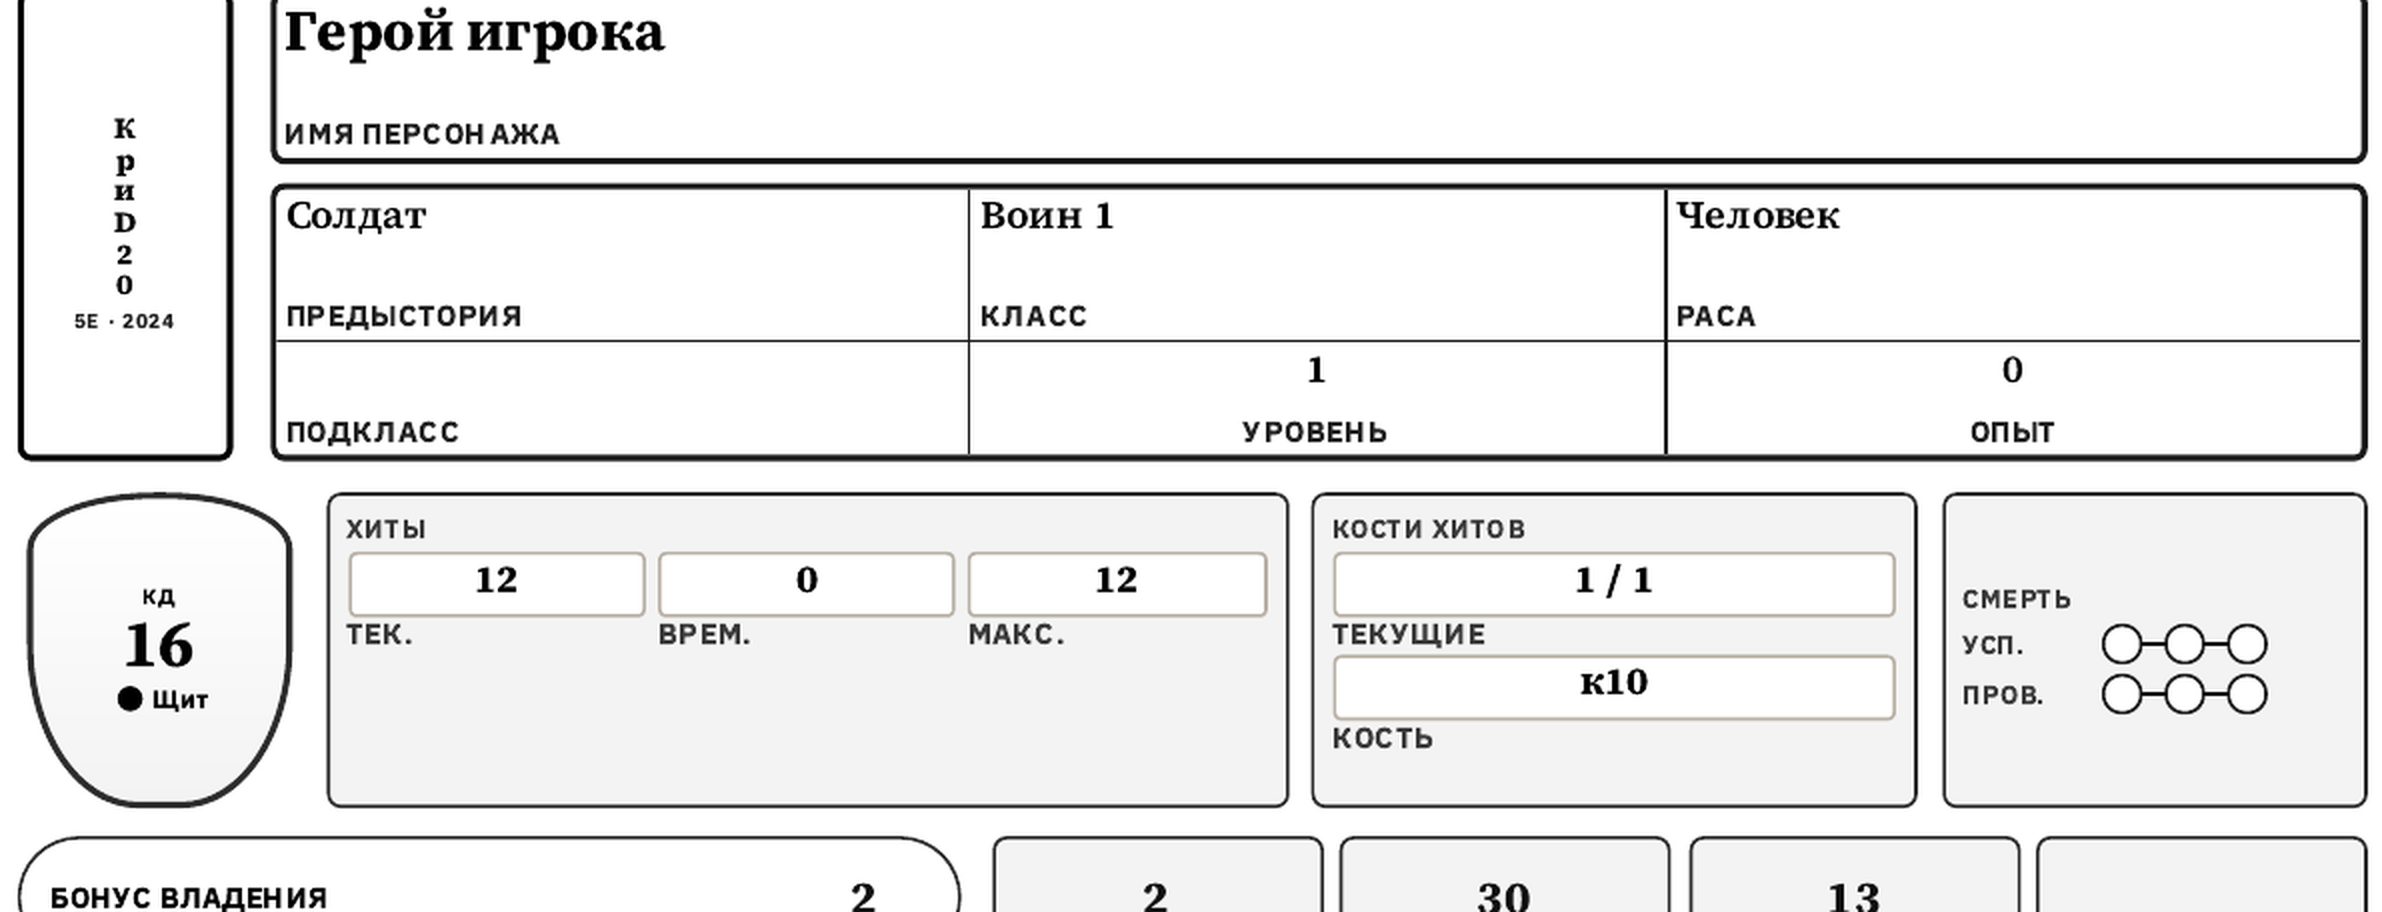 Герой игрока
ИМЯ ПЕРСОНАЖА
К
р
и
D
2
0
5E · 2024
Солдат
ПРЕДЫСТОРИЯ
Воин 1
КЛАСС
Человек
РАСА
ПОДКЛАСС
1
УРОВЕНЬ
0
ОПЫТ
КД
16
Щит
ХИТЫ
12
0
12
ТЕК.
ВРЕМ.
МАКС.
КОСТИ ХИТОВ
1 / 1
ТЕКУЩИЕ
к10
КОСТЬ
СМЕРТЬ
УСП.
ПРОВ.
БОНУС ВЛАДЕНИЯ
2
2
30
13